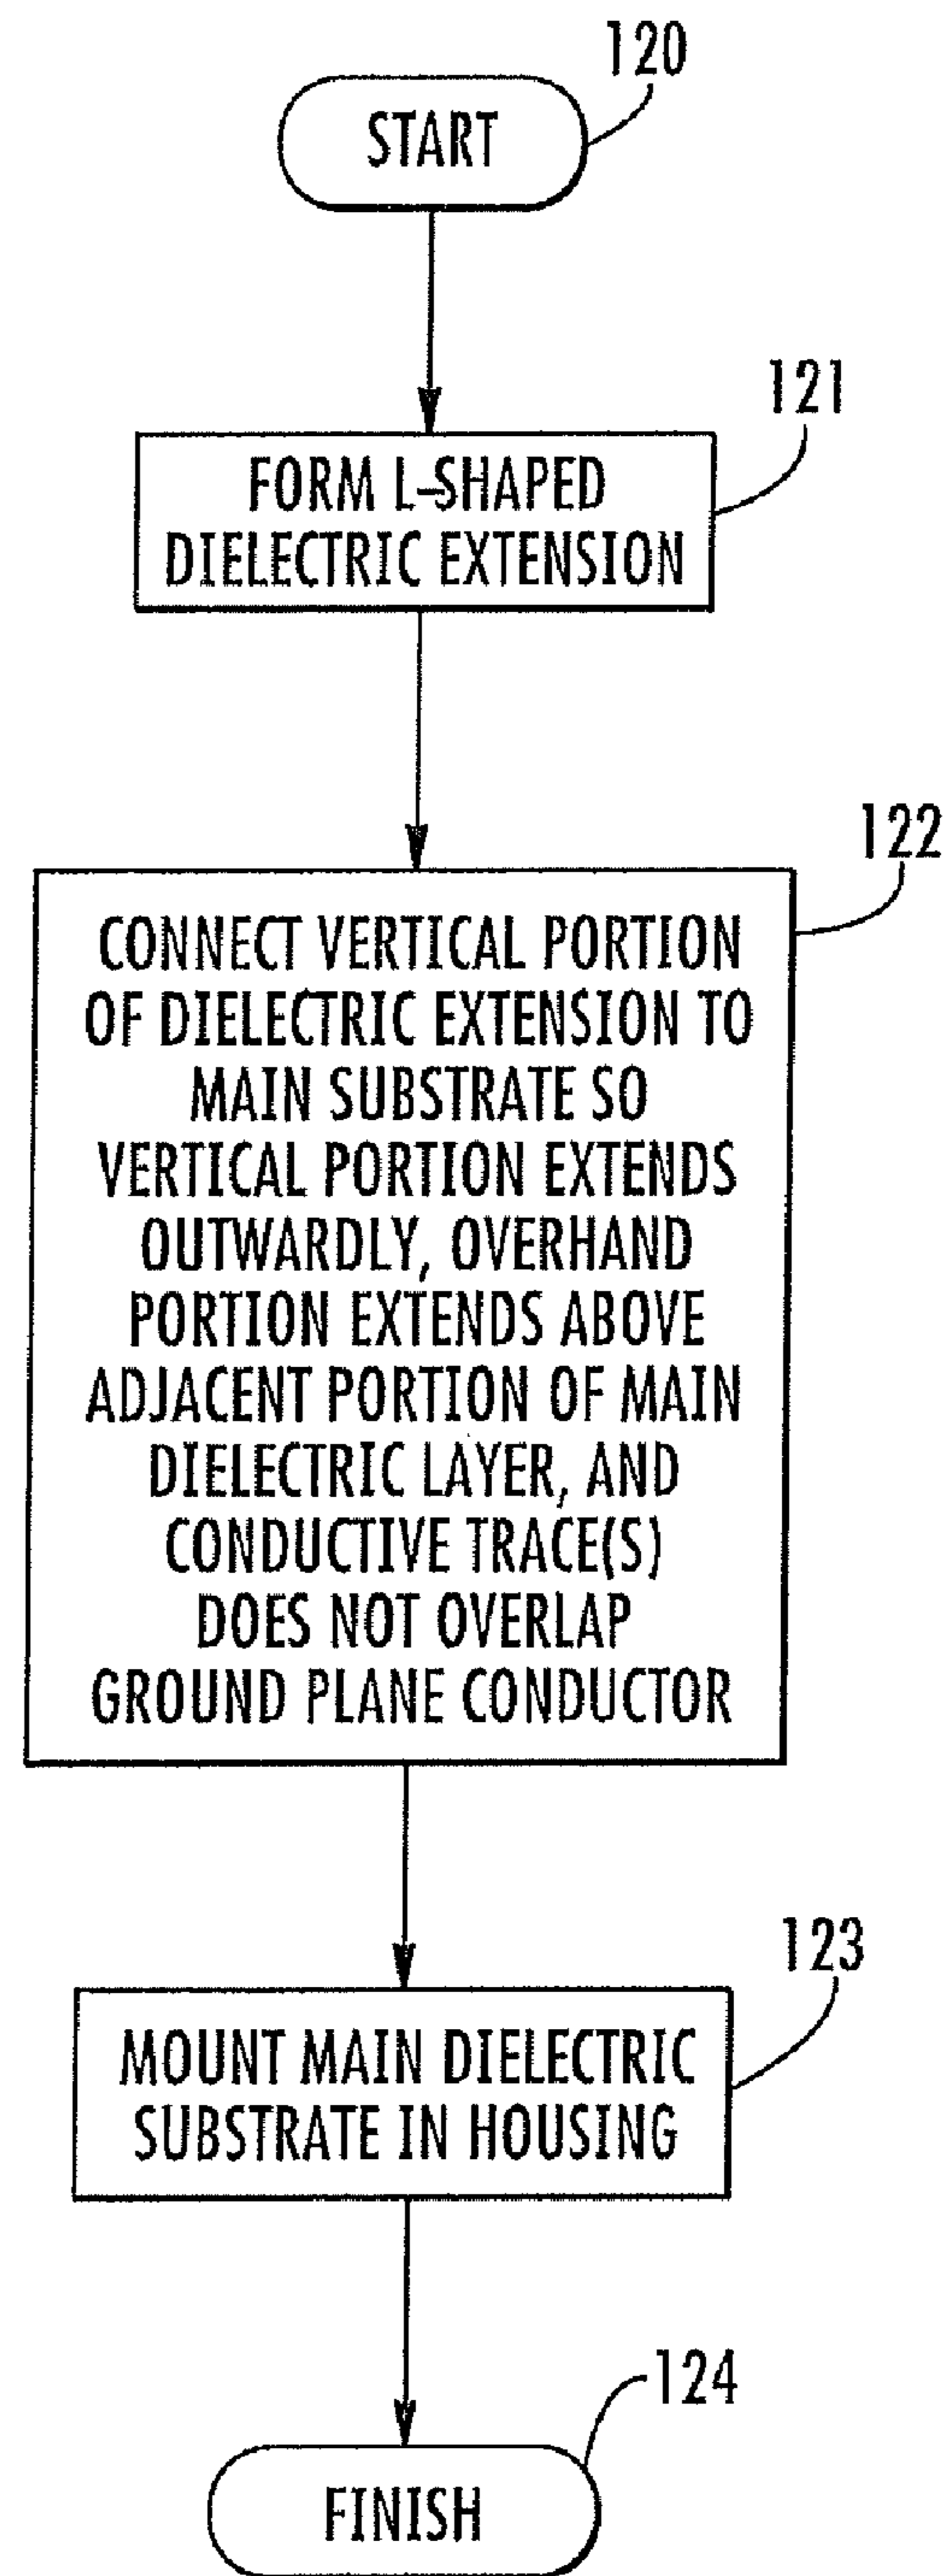 120
START
121
FORM L-SHAPED
DIELECTRIC EXTENSION
122
CONNECT VERTICAL PORTION
OF DIELECTRIC EXTENSION TO
MAIN SUBSTRATE SO
VERTICAL PORTION EXTENDS
OUTWARDLY, OVERHAND
PORTION EXTENDS ABOVE
ADJACENT PORTION OF MAIN
DIELECTRIC LAYER, AND
CONDUCTIVE TRACE(S)
DOES NOT OVERLAP
GROUND PLANE CONDUCTOR
123
MOUNT MAIN DIELECTRIC
SUBSTRATE IN HOUSING
124
FINISH